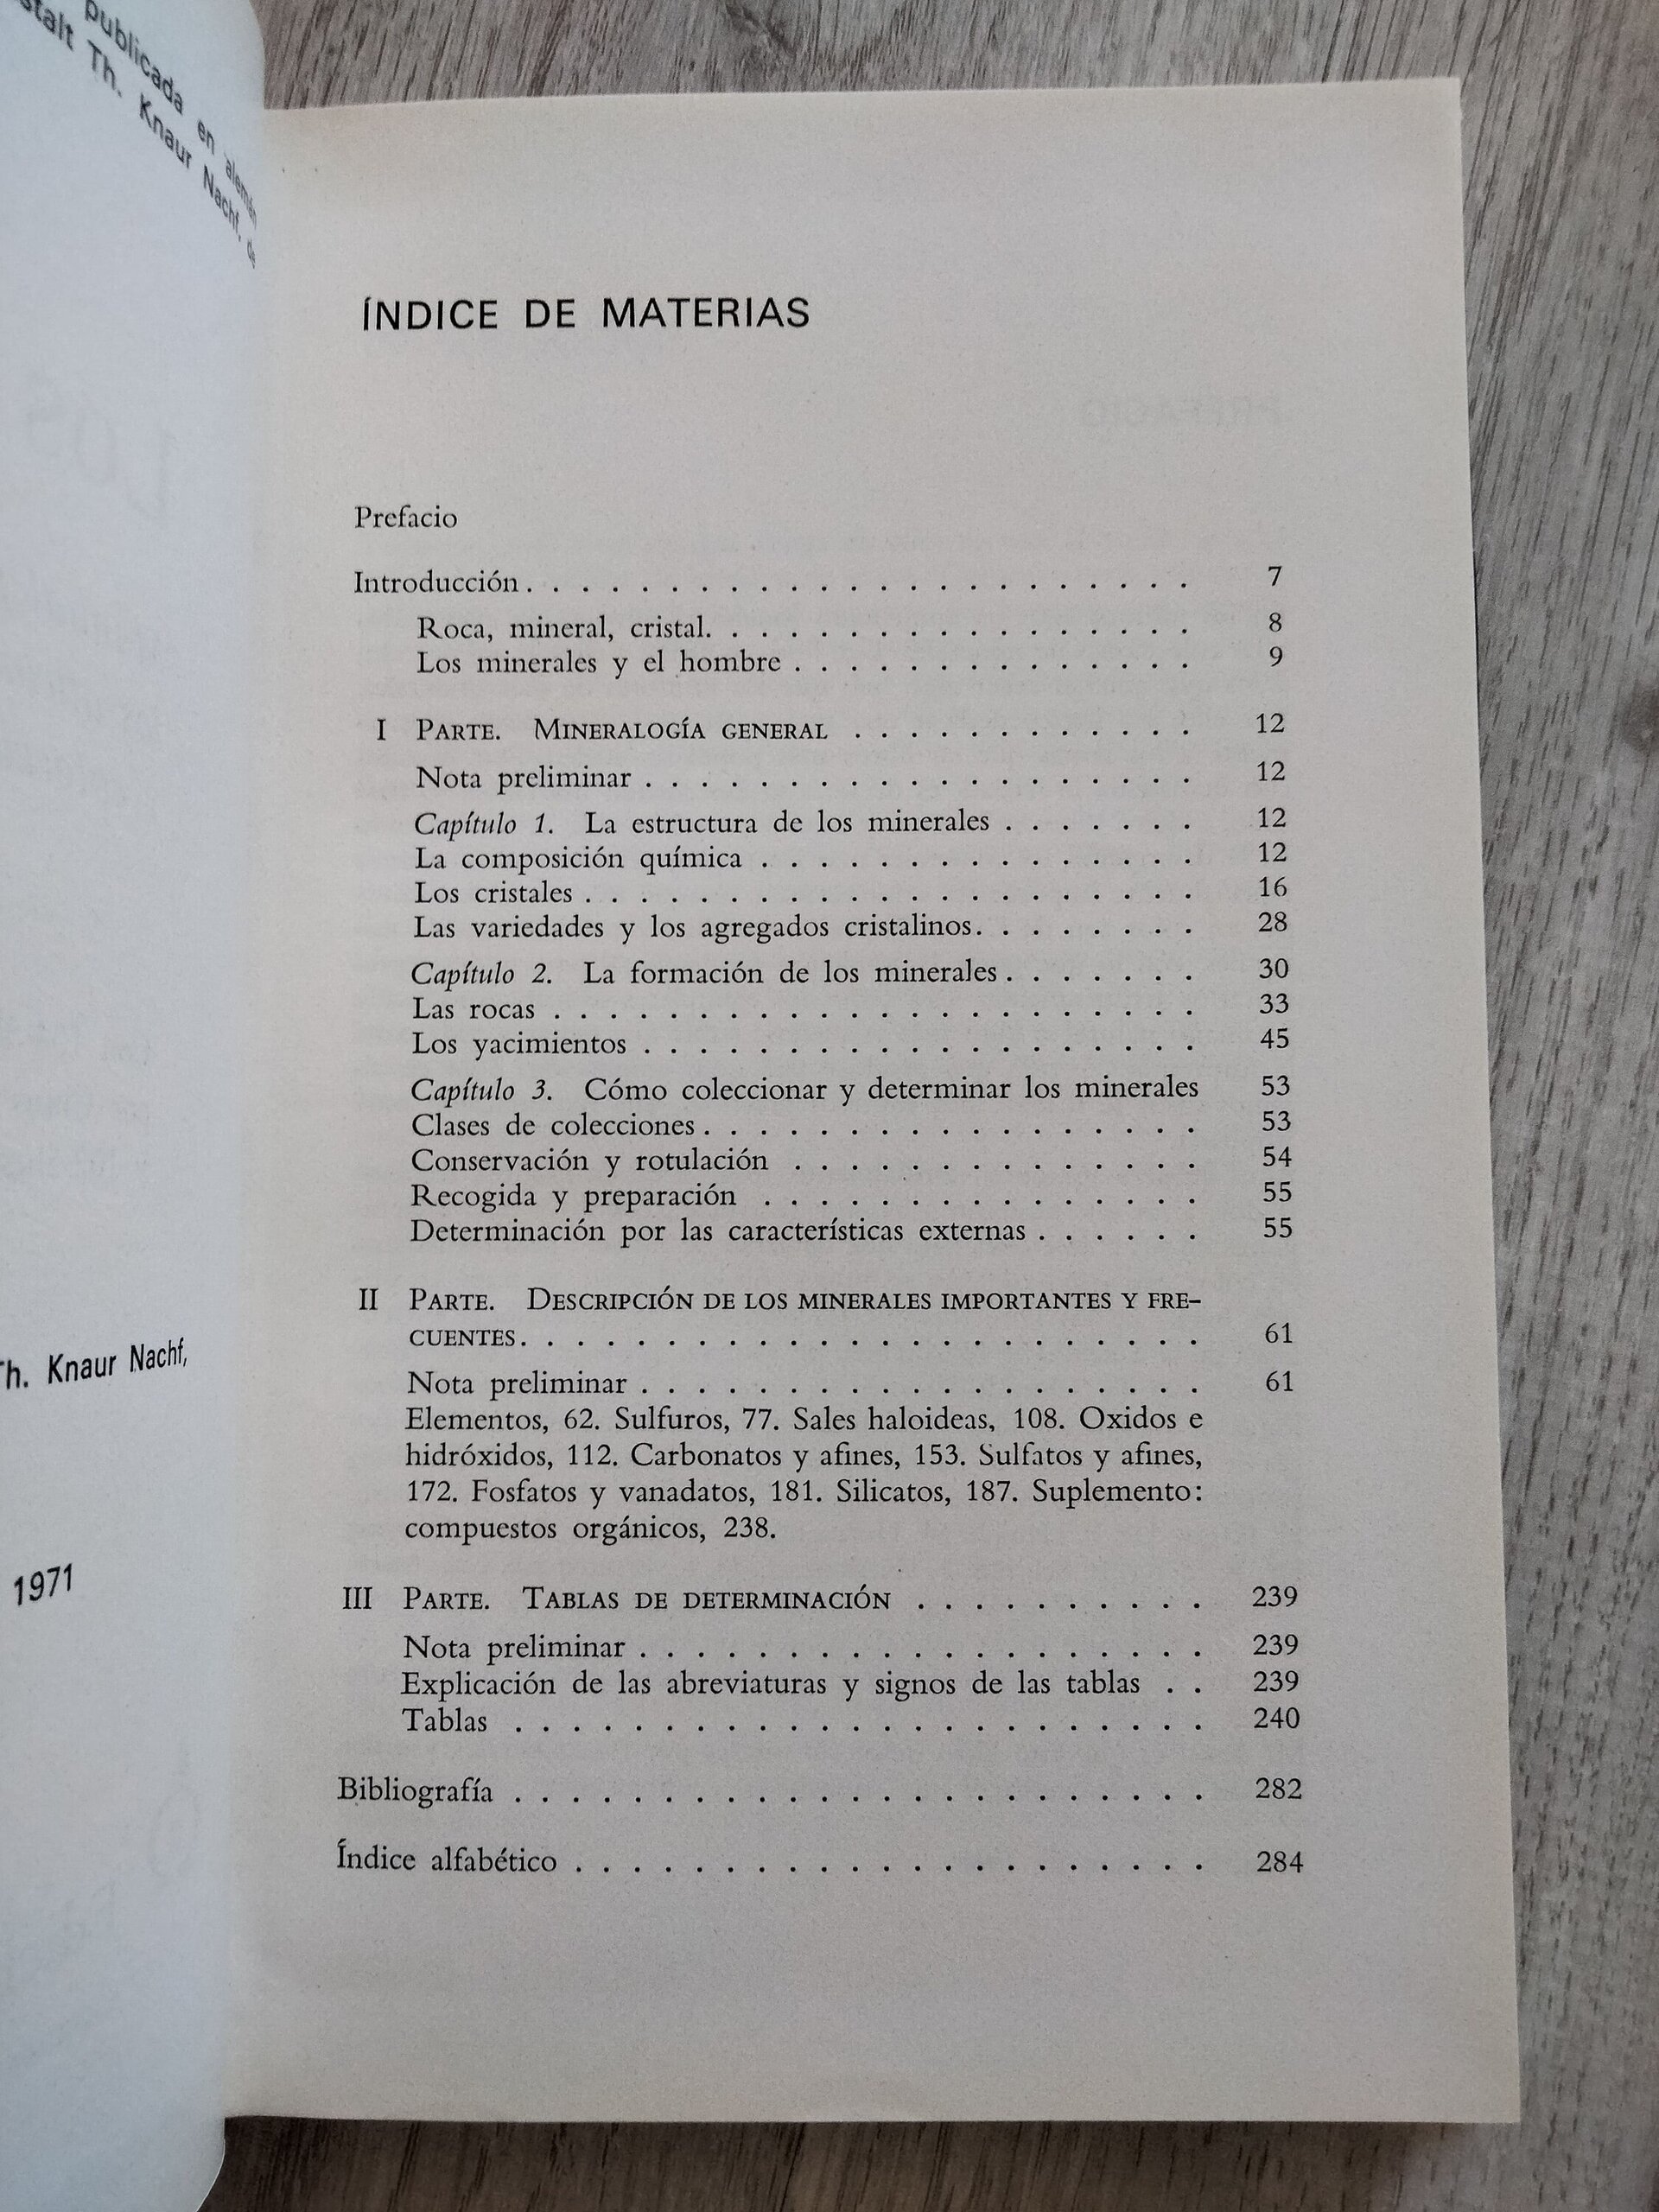 publicada en alemán
Th. Knaur Nachf. de
Th. Knaur Nachf,
1971
ÍNDICE DE MATERIAS
Prefacio
Introducción . . . . . . . . . . . . . . . . . . . . . . . 7
Roca, mineral, cristal. . . . . . . . . . . . . . . . . . 8
Los minerales y el hombre . . . . . . . . . . . . . . 9
I PARTE. MINERALOGÍA GENERAL . . . . . . . . . . . . 12
Nota preliminar . . . . . . . . . . . . . . . . . . . 12
Capítulo 1. La estructura de los minerales . . . . . . . 12
La composición química . . . . . . . . . . . . . . . 12
Los cristales . . . . . . . . . . . . . . . . . . . . . 16
Las variedades y los agregados cristalinos. . . . . . . . 28
Capítulo 2. La formación de los minerales . . . . . . . 30
Las rocas . . . . . . . . . . . . . . . . . . . . . . 33
Los yacimientos . . . . . . . . . . . . . . . . . . . 45
Capítulo 3. Cómo coleccionar y determinar los minerales 53
Clases de colecciones . . . . . . . . . . . . . . . . . 53
Conservación y rotulación . . . . . . . . . . . . . . 54
Recogida y preparación . . . . . . . . . . . . . . . 55
Determinación por las características externas . . . . . . 55
II PARTE. DESCRIPCIÓN DE LOS MINERALES IMPORTANTES Y FRE-
CUENTES. . . . . . . . . . . . . . . . . . . . . . . . 61
Nota preliminar . . . . . . . . . . . . . . . . . . . 61
Elementos, 62. Sulfuros, 77. Sales haloideas, 108. Oxidos e
hidróxidos, 112. Carbonatos y afines, 153. Sulfatos y afines,
172. Fosfatos y vanadatos, 181. Silicatos, 187. Suplemento:
compuestos orgánicos, 238.
III PARTE. TABLAS DE DETERMINACIÓN . . . . . . . . . . 239
Nota preliminar . . . . . . . . . . . . . . . . . . . 239
Explicación de las abreviaturas y signos de las tablas . . 239
Tablas . . . . . . . . . . . . . . . . . . . . . . . 240
Bibliografía . . . . . . . . . . . . . . . . . . . . . . . 282
Índice alfabético . . . . . . . . . . . . . . . . . . . . . 284